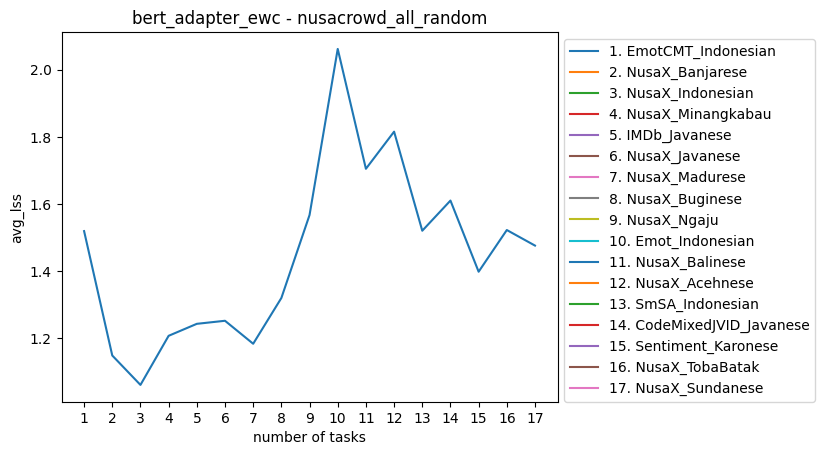 bert_adapter_ewc - nusacrowd_all_random
avg_lss
2.0
1.8
1.6
1.4
1.2
1 2 3 4 5 6 7 8 9 10 11 12 13 14 15 16 17
number of tasks
1. EmotCMT_Indonesian
2. NusaX_Banjarese
3. NusaX_Indonesian
4. NusaX_Minangkabau
5. IMDb_Javanese
6. NusaX_Javanese
7. NusaX_Madurese
8. NusaX_Buginese
9. NusaX_Ngaju
10. Emot_Indonesian
11. NusaX_Balinese
12. NusaX_Acehnese
13. SmSA_Indonesian
14. CodeMixedJVID_Javanese
15. Sentiment_Karonese
16. NusaX_TobaBatak
17. NusaX_Sundanese